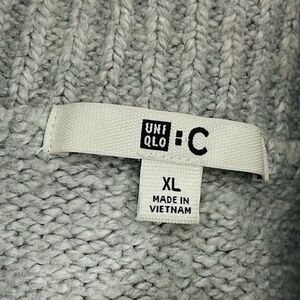 UNI
QLO : C
XL
MADE IN
VIETNAM